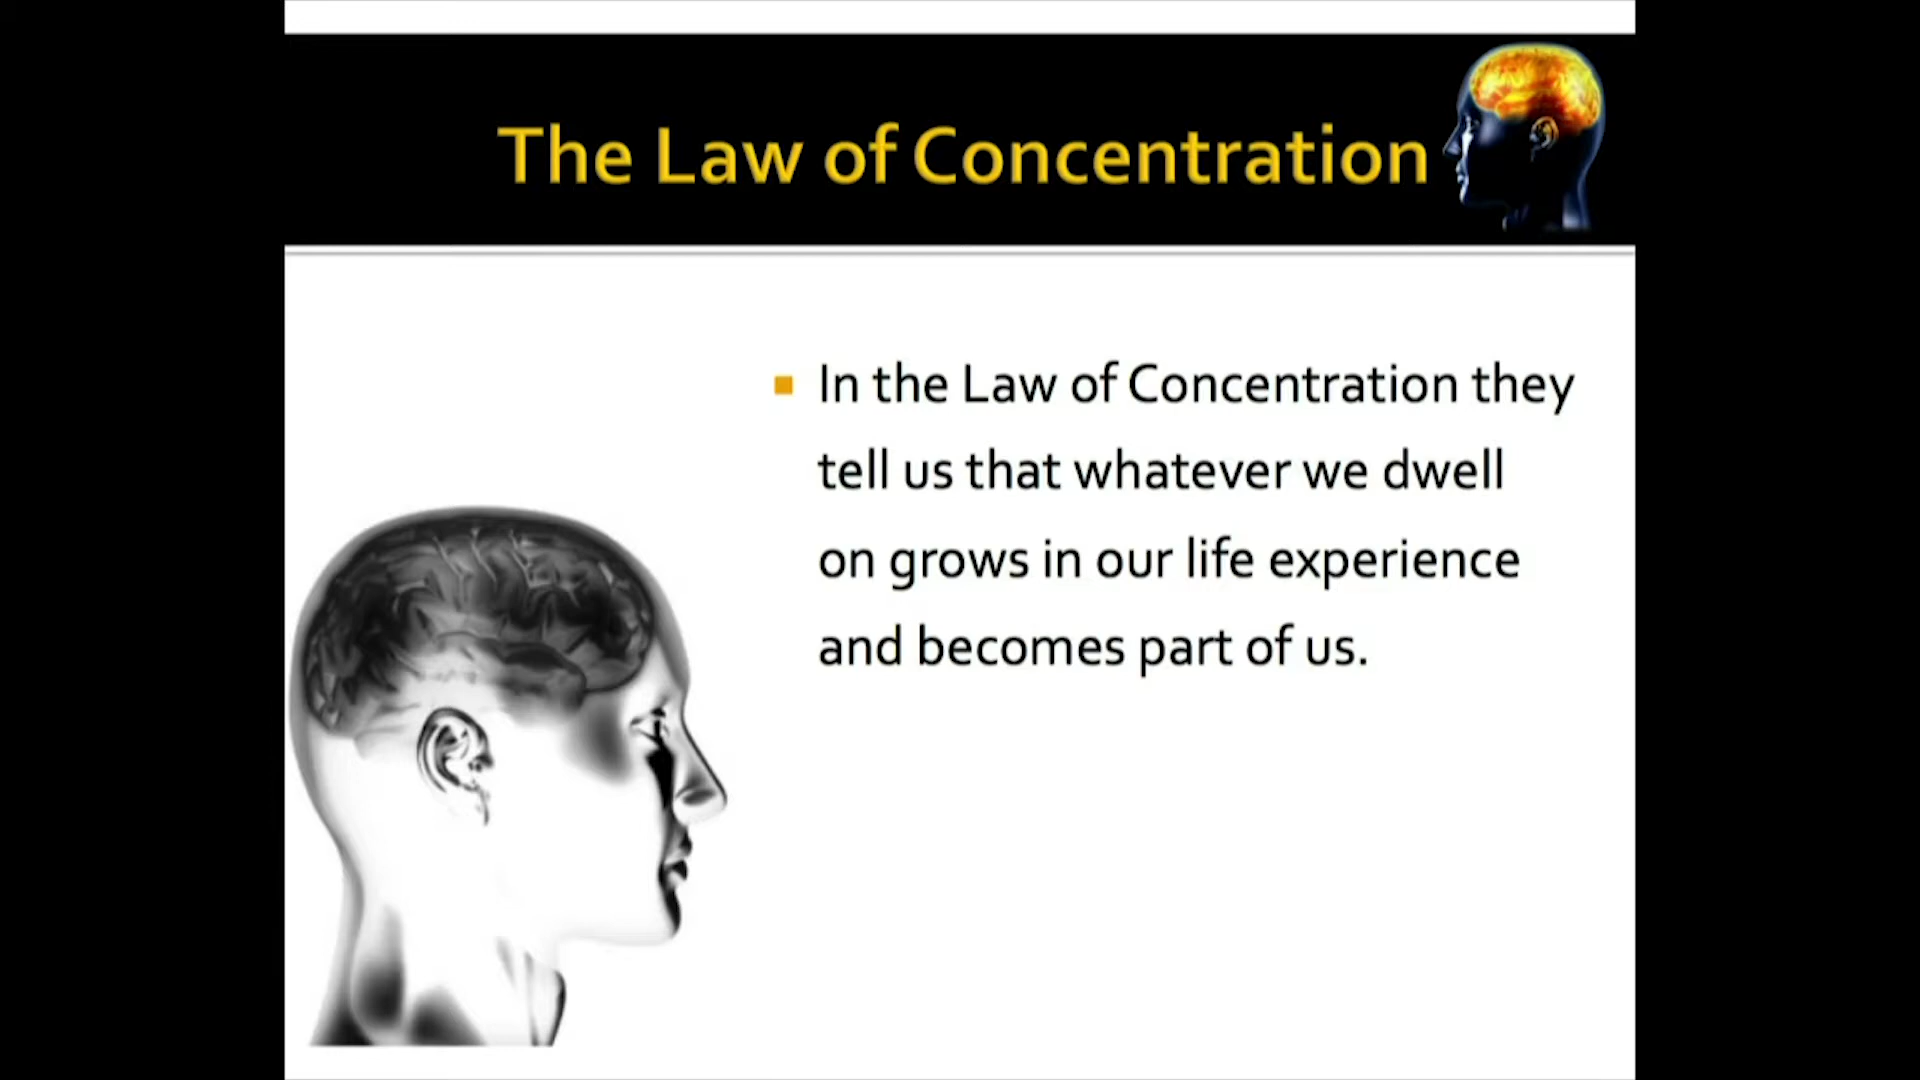 The Law of Concentration
In the Law of Concentration they
tell us that whatever we dwell
on grows in our life experience
and becomes part of us.